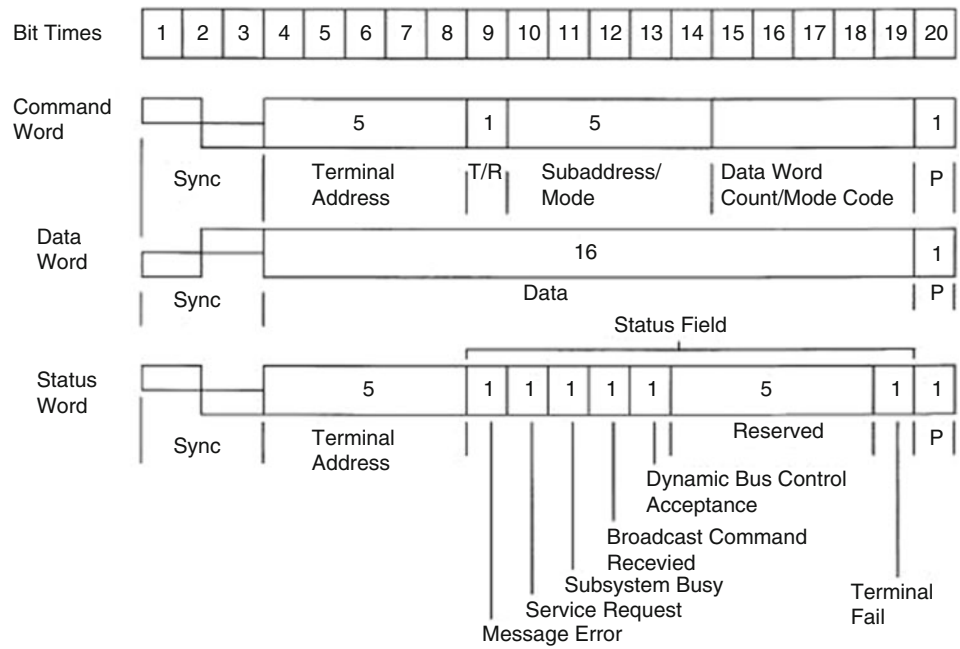 Bit Times 1 2 3 4 5 6 7 8 9 10 11 12 13 14 15 16 17 18 19 20
Command
Word
5 1 5 1
Sync
Terminal
Address
T/R
Subaddress/
Mode
Data Word
Count/Mode Code
P
Data
Word
16 1
Sync
Data
P
Status Field
Status
Word
5 1 1 1 1 1 5 1 1
Sync
Terminal
Address
Reserved
P
Dynamic Bus Control
Acceptance
Broadcast Command
Recevied
Subsystem Busy
Service Request
Message Error
Terminal
Fail